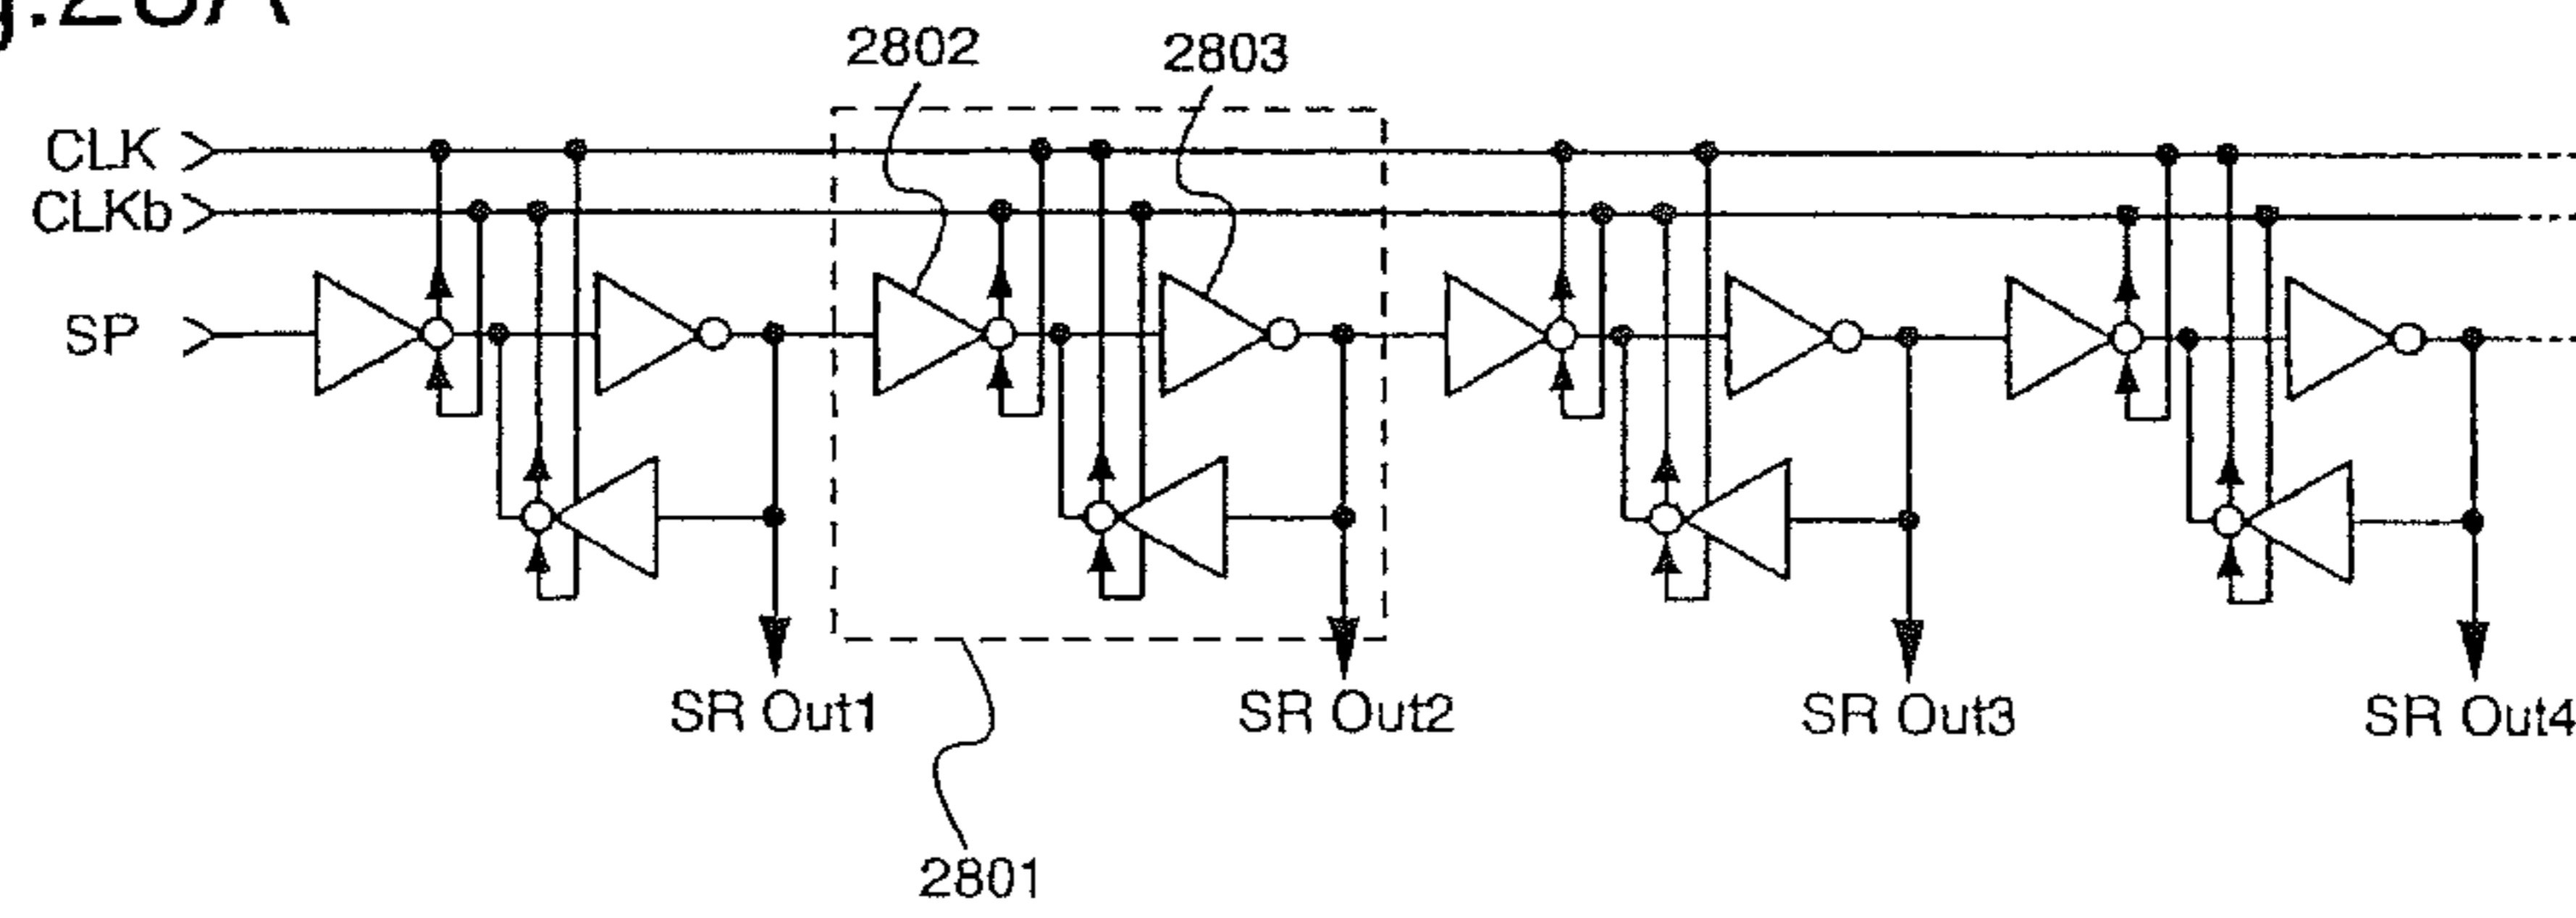 2802
2803
CLK
CLKb
SP
SR Out1
SR Out2
SR Out3
SR Out4
2801